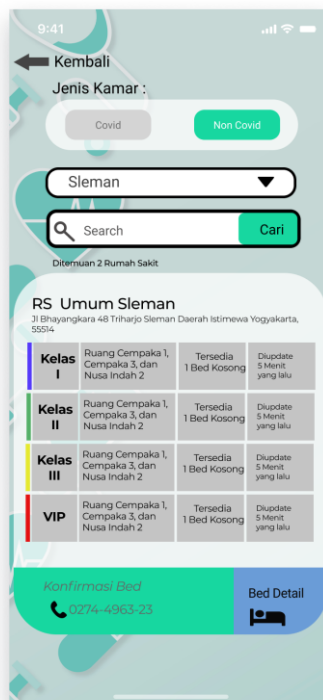 9:41
Kembali
Jenis Kamar :
Covid
Non Covid
Sleman
Search
Cari
Ditemuan 2 Rumah Sakit
RS Umum Sleman
Jl Bhayangkara 48 Triharjo Sleman Daerah Istimewa Yogyakarta,
55514
Kelas
I
Ruang Cempaka 1,
Cempaka 3, dan
Nusa Indah 2
Tersedia
1 Bed Kosong
Diupdate
5 Menit
yang lalu
Kelas
II
Ruang Cempaka 1,
Cempaka 3, dan
Nusa Indah 2
Tersedia
1 Bed Kosong
Diupdate
5 Menit
yang lalu
Kelas
III
Ruang Cempaka 1,
Cempaka 3, dan
Nusa Indah 2
Tersedia
1 Bed Kosong
Diupdate
5 Menit
yang lalu
VIP
Ruang Cempaka 1,
Cempaka 3, dan
Nusa Indah 2
Tersedia
1 Bed Kosong
Diupdate
5 Menit
yang lalu
Konfirmasi Bed
0274-4963-23
Bed Detail